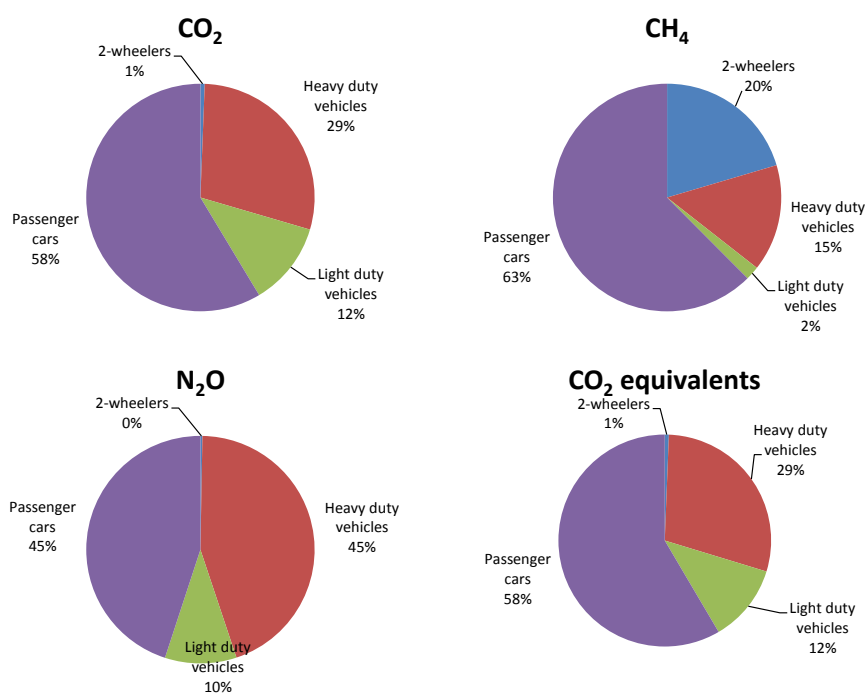 CO₂
2-wheelers
1%
Heavy duty
vehicles
29%
Passenger
cars
58%
Light duty
vehicles
12%
CH₄
2-wheelers
20%
Heavy duty
vehicles
15%
Passenger
cars
63%
Light duty
vehicles
2%
N₂O
2-wheelers
0%
Passenger
cars
45%
Heavy duty
vehicles
45%
Light duty
vehicles
10%
CO₂ equivalents
2-wheelers
1%
Heavy duty
vehicles
29%
Passenger
cars
58%
Light duty
vehicles
12%